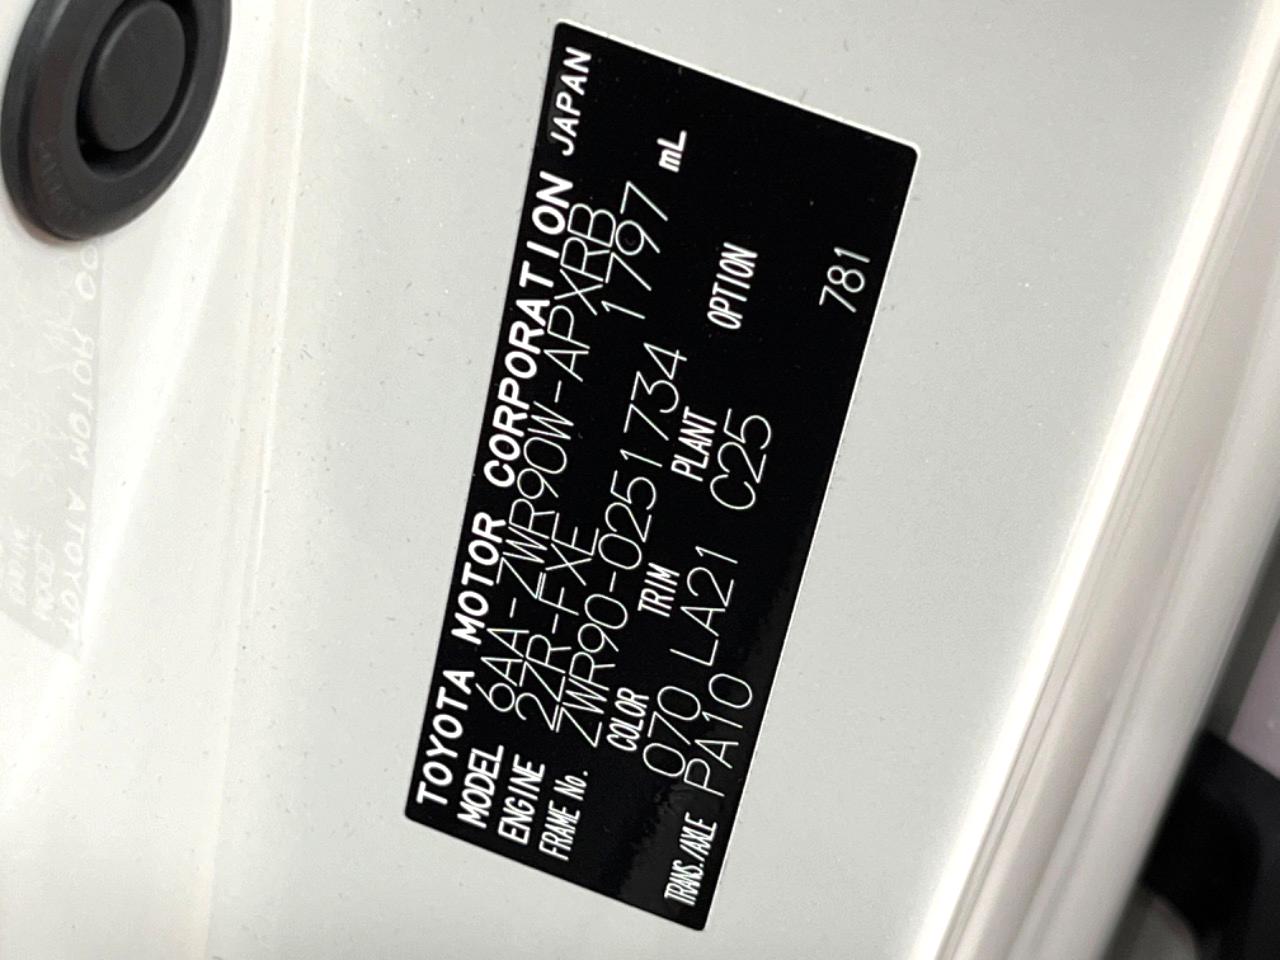 TOYOTA MOTOR CORPORATION JAPAN
MODEL 6AA-ZWR90W-APXRB
ENGINE 2ZR-FXE 1797 mL
FRAME No. ZWR90-0251734
COLOR TRIM PLANT OPTION
070 LA21 C25
TRANS./AXLE PA10
781